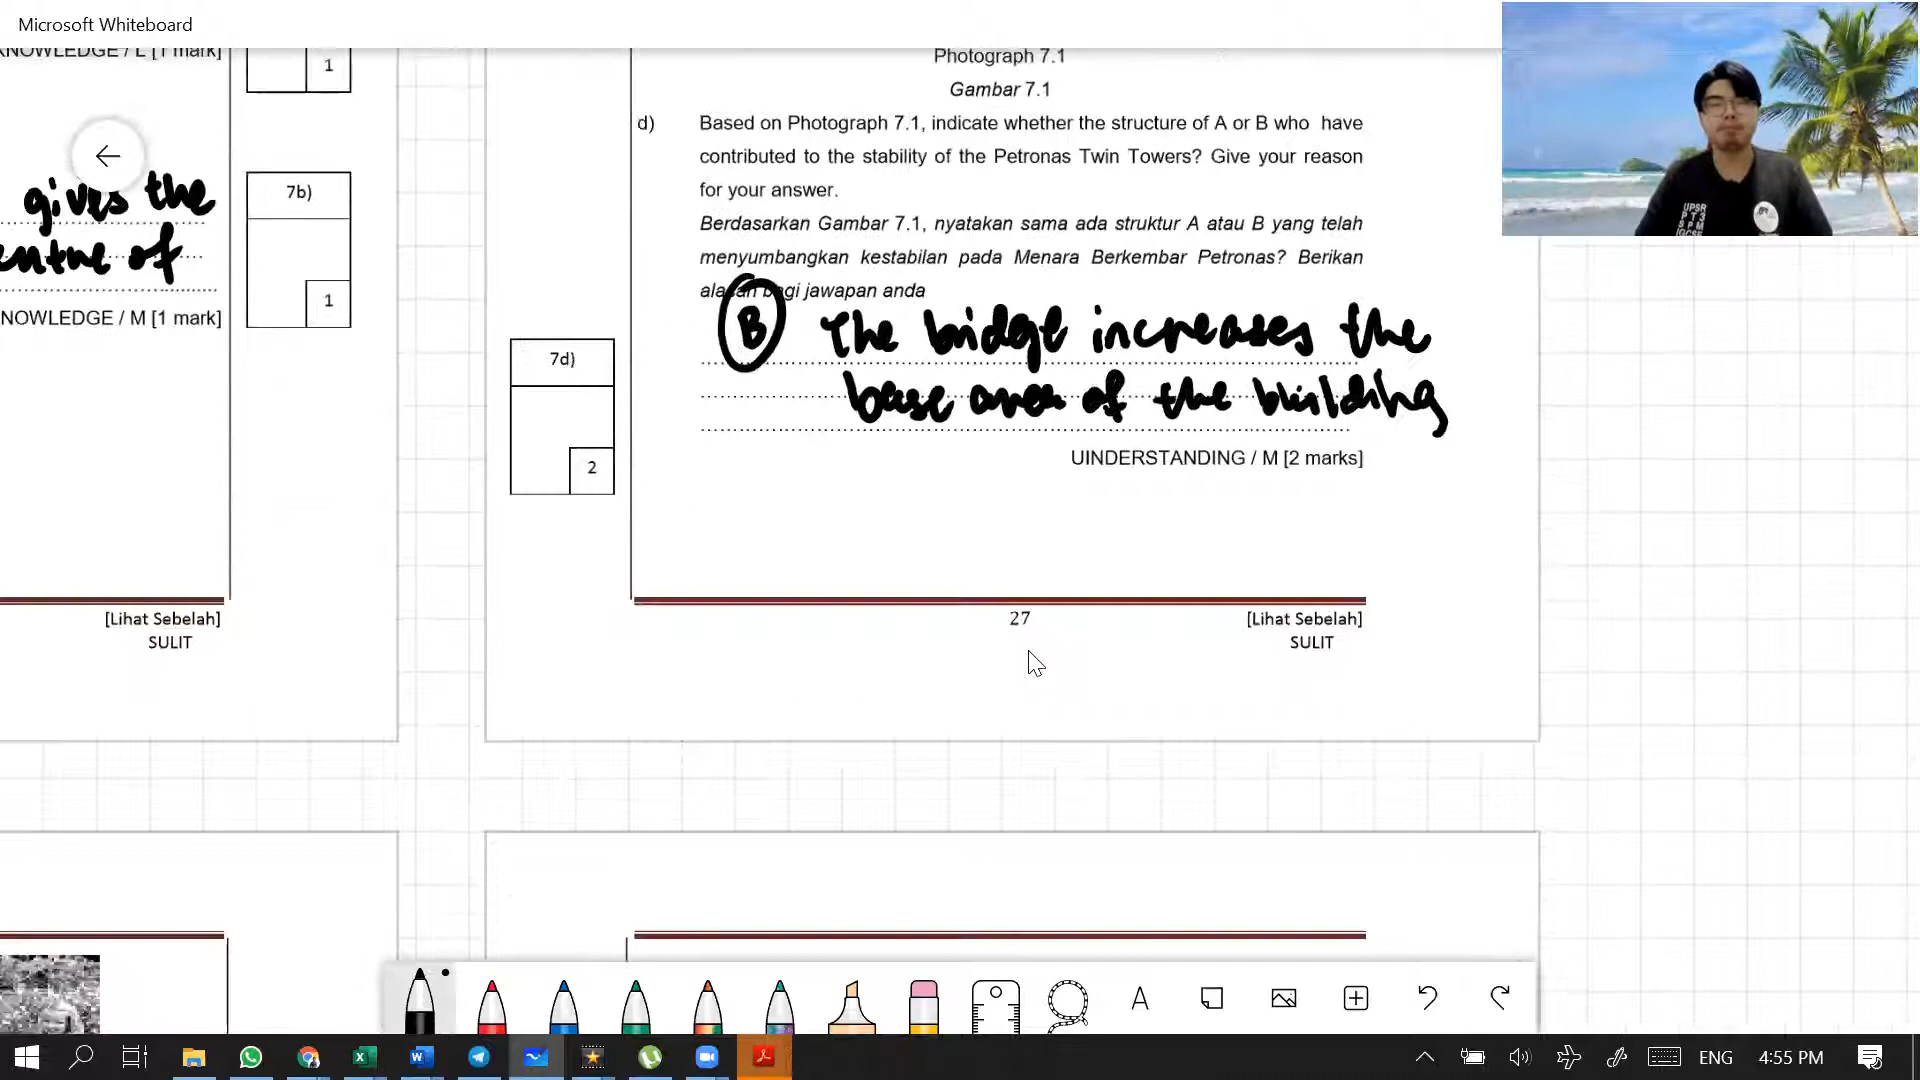 Microsoft Whiteboard
KNOWLEDGE / L [1 mark]
1
gives the
entre of
7b)
1
NOWLEDGE / M [1 mark]
[Lihat Sebelah]
SULIT
Photograph 7.1
Gambar 7.1
d) Based on Photograph 7.1, indicate whether the structure of A or B who have
contributed to the stability of the Petronas Twin Towers? Give your reason
for your answer.
Berdasarkan Gambar 7.1, nyatakan sama ada struktur A atau B yang telah
menyumbangkan kestabilan pada Menara Berkembar Petronas? Berikan
alasan bagi jawapan anda
B The bridge increases the
base area of the building
7d)
2
UINDERSTANDING / M [2 marks]
27
[Lihat Sebelah]
SULIT
UPSR
PT3
SPM
IGCSE
A
ENG
4:55 PM